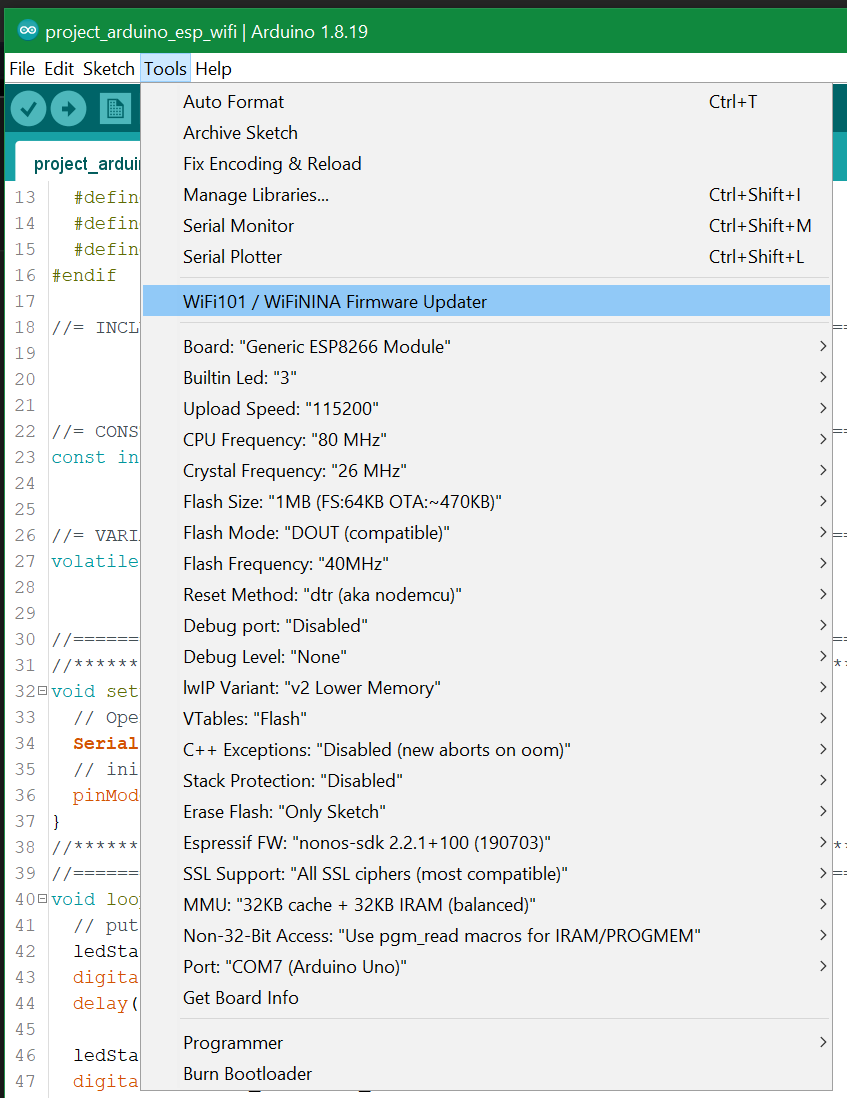 project_arduino_esp_wifi | Arduino 1.8.19
File Edit Sketch Tools Help
Auto Format Ctrl+T
Archive Sketch
Fix Encoding & Reload
Manage Libraries... Ctrl+Shift+I
Serial Monitor Ctrl+Shift+M
Serial Plotter Ctrl+Shift+L
WiFi101 / WiFiNINA Firmware Updater
Board: "Generic ESP8266 Module"
Builtin Led: "3"
Upload Speed: "115200"
CPU Frequency: "80 MHz"
Crystal Frequency: "26 MHz"
Flash Size: "1MB (FS:64KB OTA:~470KB)"
Flash Mode: "DOUT (compatible)"
Flash Frequency: "40MHz"
Reset Method: "dtr (aka nodemcu)"
Debug port: "Disabled"
Debug Level: "None"
lwIP Variant: "v2 Lower Memory"
VTables: "Flash"
C++ Exceptions: "Disabled (new aborts on oom)"
Stack Protection: "Disabled"
Erase Flash: "Only Sketch"
Espressif FW: "nonos-sdk 2.2.1+100 (190703)"
SSL Support: "All SSL ciphers (most compatible)"
MMU: "32KB cache + 32KB IRAM (balanced)"
Non-32-Bit Access: "Use pgm_read macros for IRAM/PROGMEM"
Port: "COM7 (Arduino Uno)"
Get Board Info
Programmer
Burn Bootloader
project_arduin
13 #defin
14 #defin
15 #defin
16 #endif
17
18 //= INCL
19
20
21
22 //= CONS
23 const in
24
25
26 //= VARI
27 volatile
28
29
30 //======
31 //******
32 void set
33 // Ope
34 Serial
35 // ini
36 pinMod
37 }
38 //******
39 //======
40 void loo
41 // put
42 ledSta
43 digita
44 delay(
45
46 ledSta
47 digita